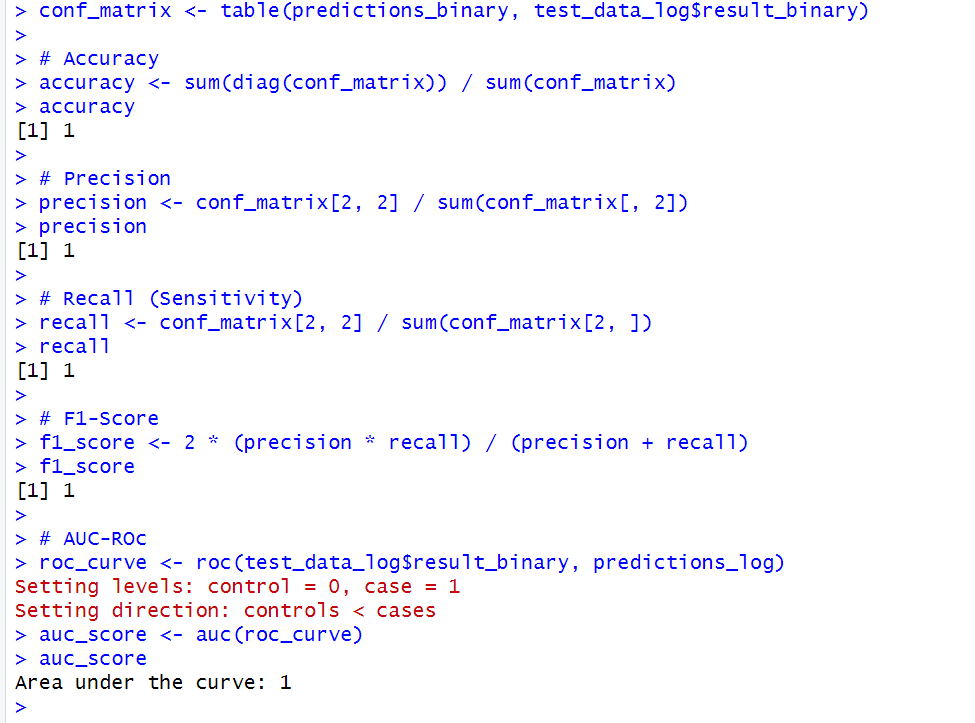 > conf_matrix <- table(predictions_binary, test_data_log$result_binary)
>
> # Accuracy
> accuracy <- sum(diag(conf_matrix)) / sum(conf_matrix)
> accuracy
[1] 1
>
> # Precision
> precision <- conf_matrix[2, 2] / sum(conf_matrix[, 2])
> precision
[1] 1
>
> # Recall (Sensitivity)
> recall <- conf_matrix[2, 2] / sum(conf_matrix[2, ])
> recall
[1] 1
>
> # F1-Score
> f1_score <- 2 * (precision * recall) / (precision + recall)
> f1_score
[1] 1
>
> # AUC-ROc
> roc_curve <- roc(test_data_log$result_binary, predictions_log)
Setting levels: control = 0, case = 1
Setting direction: controls < cases
> auc_score <- auc(roc_curve)
> auc_score
Area under the curve: 1
>